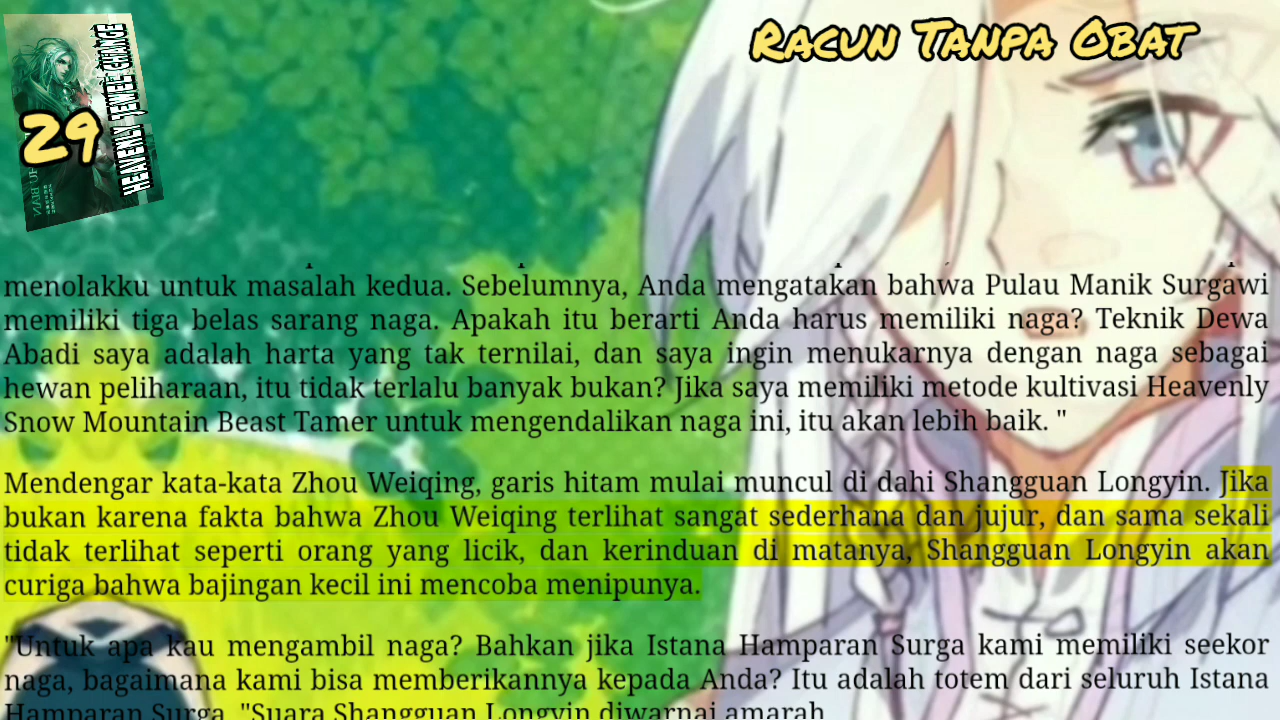 Racun Tanpa Obat
29
HEAVENLY JEWEL CHANGE
menolakku untuk masalah kedua. Sebelumnya, Anda mengatakan bahwa Pulau Manik Surgawi
memiliki tiga belas sarang naga. Apakah itu berarti Anda harus memiliki naga? Teknik Dewa
Abadi saya adalah harta yang tak ternilai, dan saya ingin menukarnya dengan naga sebagai
hewan peliharaan, itu tidak terlalu banyak bukan? Jika saya memiliki metode kultivasi Heavenly
Snow Mountain Beast Tamer untuk mengendalikan naga ini, itu akan lebih baik. "
Mendengar kata-kata Zhou Weiqing, garis hitam mulai muncul di dahi Shangguan Longyin. Jika
bukan karena fakta bahwa Zhou Weiqing terlihat sangat sederhana dan jujur, dan sama sekali
tidak terlihat seperti orang yang licik, dan kerinduan di matanya, Shangguan Longyin akan
curiga bahwa bajingan kecil ini mencoba menipunya.
"Untuk apa kau mengambil naga? Bahkan jika Istana Hamparan Surga kami memiliki seekor
naga, bagaimana kami bisa memberikannya kepada Anda? Itu adalah totem dari seluruh Istana
Hamparan Surga. "Suara Shangguan Longyin diwarnai amarah